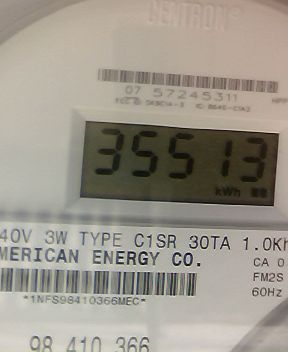 CENTRON®
07 57245311
35513
kWh
40V 3W TYPE C1SR 30TA 1.0Kh
MERICAN ENERGY CO.
CA 0
FM2S
60Hz
*1NFS98410366MEC*
98 410 366